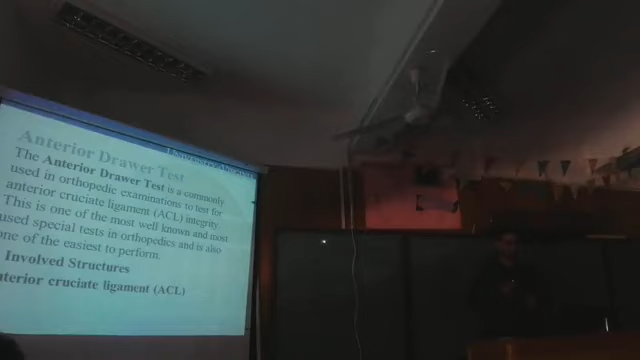 Anterior Drawer Test
The Anterior Drawer Test is a commonly
used in orthopedic examinations to test for
anterior cruciate ligament (ACL) integrity.
This is one of the most well known and most
used special tests in orthopedics and is also
one of the easiest to perform.
Involved Structures
nterior cruciate ligament (ACL)